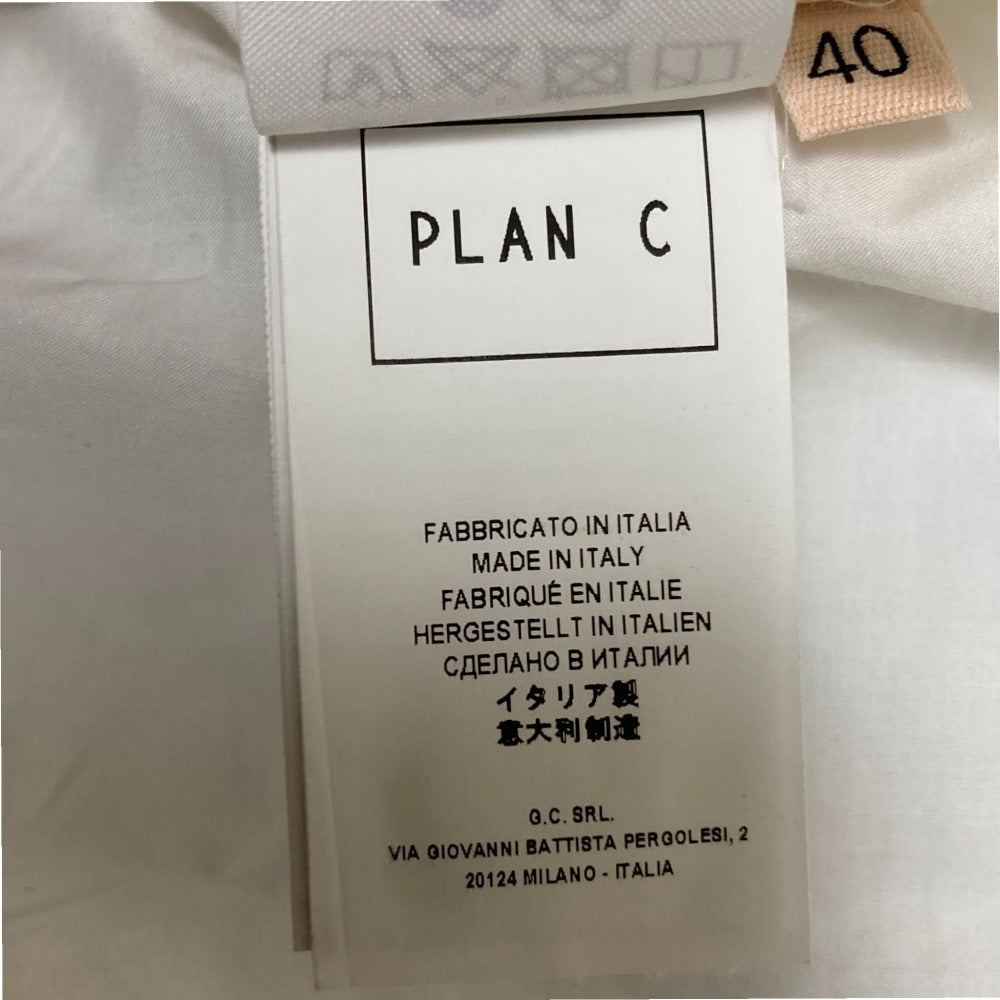 40
PLAN C
FABBRICATO IN ITALIA
MADE IN ITALY
FABRIQUÉ EN ITALIE
HERGESTELLT IN ITALIEN
СДЕЛАНО В ИТАЛИИ
イタリア製
意大利制造
G.C. SRL.
VIA GIOVANNI BATTISTA PERGOLESI, 2
20124 MILANO - ITALIA